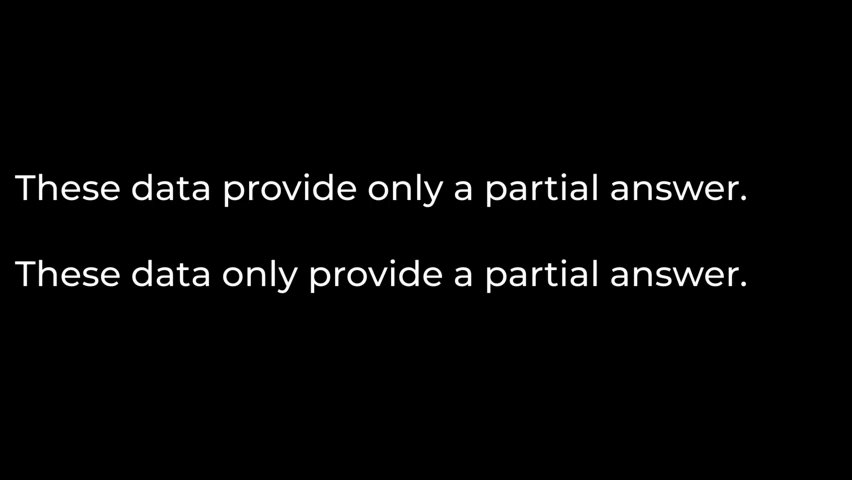 These data provide only a partial answer.
These data only provide a partial answer.